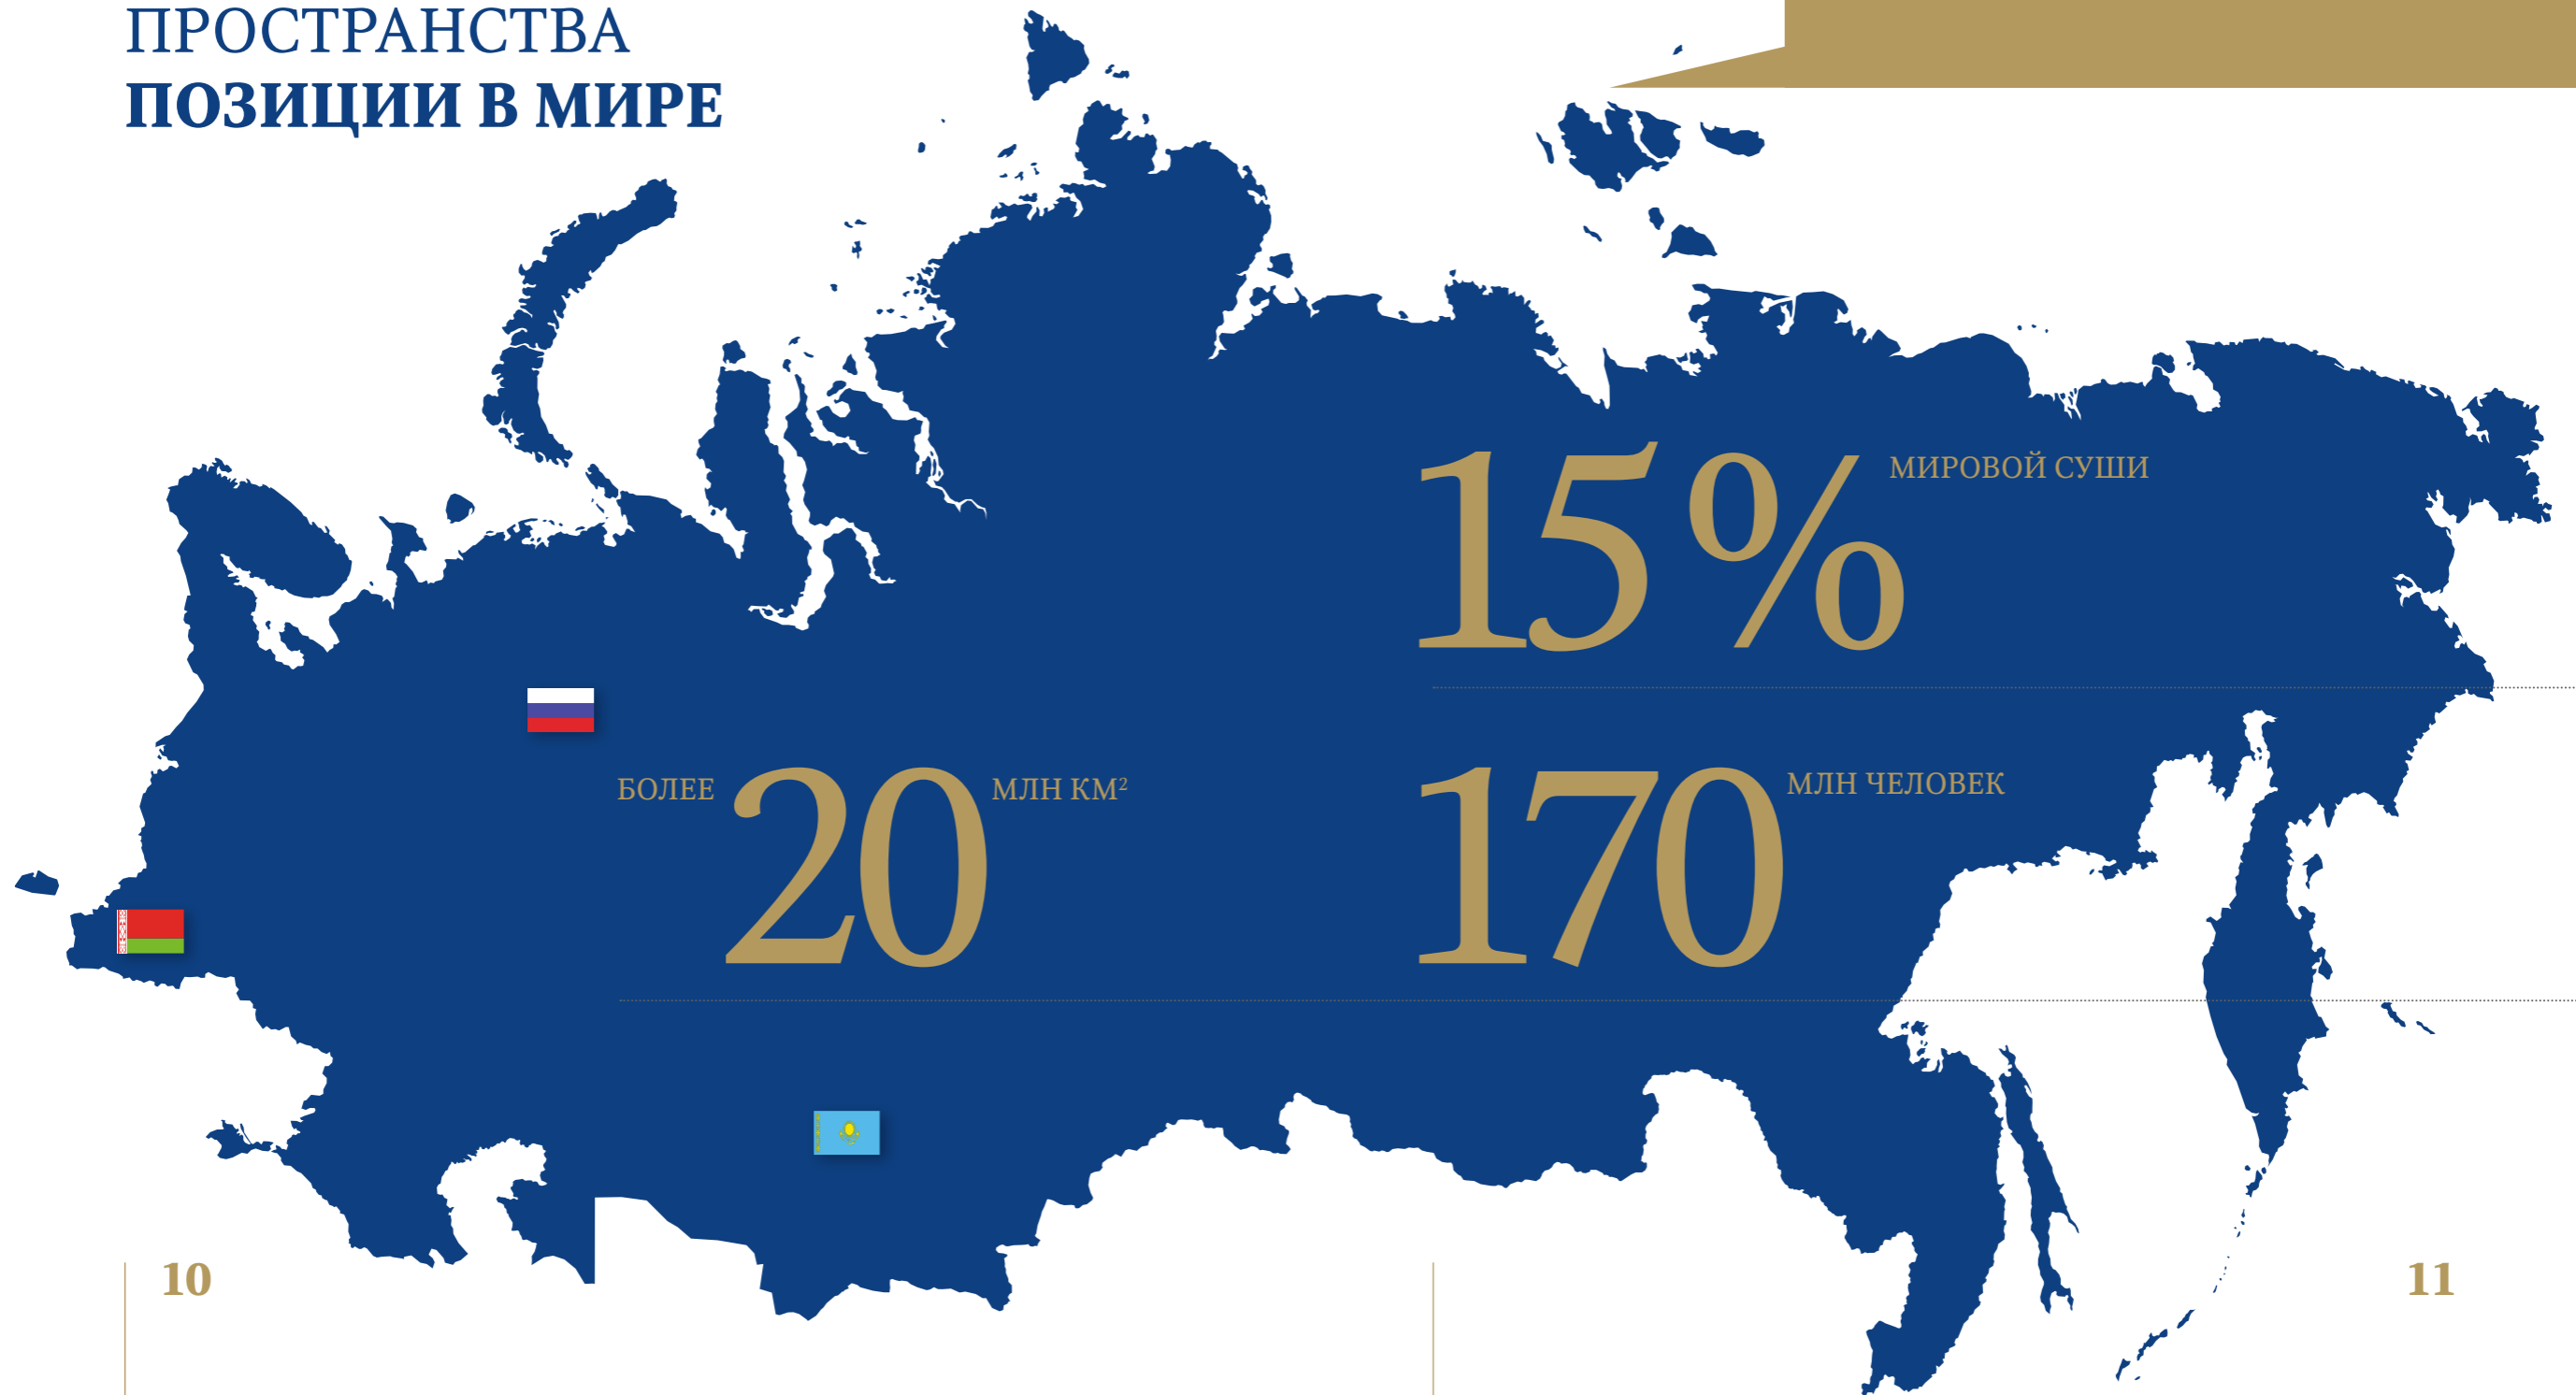 ПРОСТРАНСТВА
ПОЗИЦИИ В МИРЕ
15% МИРОВОЙ СУШИ
БОЛЕЕ 20 МЛН КМ²
170 МЛН ЧЕЛОВЕК
10
11